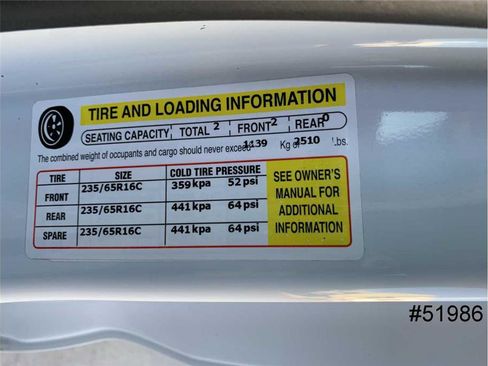 TIRE AND LOADING INFORMATION
SEATING CAPACITY TOTAL 2 FRONT 2 REAR 0
The combined weight of occupants and cargo should never exceed 1139 Kg or 2510 Lbs.
TIRE SIZE COLD TIRE PRESSURE
FRONT 235/65R16C 359 kpa 52 psi
REAR 235/65R16C 441 kpa 64 psi
SPARE 235/65R16C 441 kpa 64 psi
SEE OWNER'S
MANUAL FOR
ADDITIONAL
INFORMATION
#51986